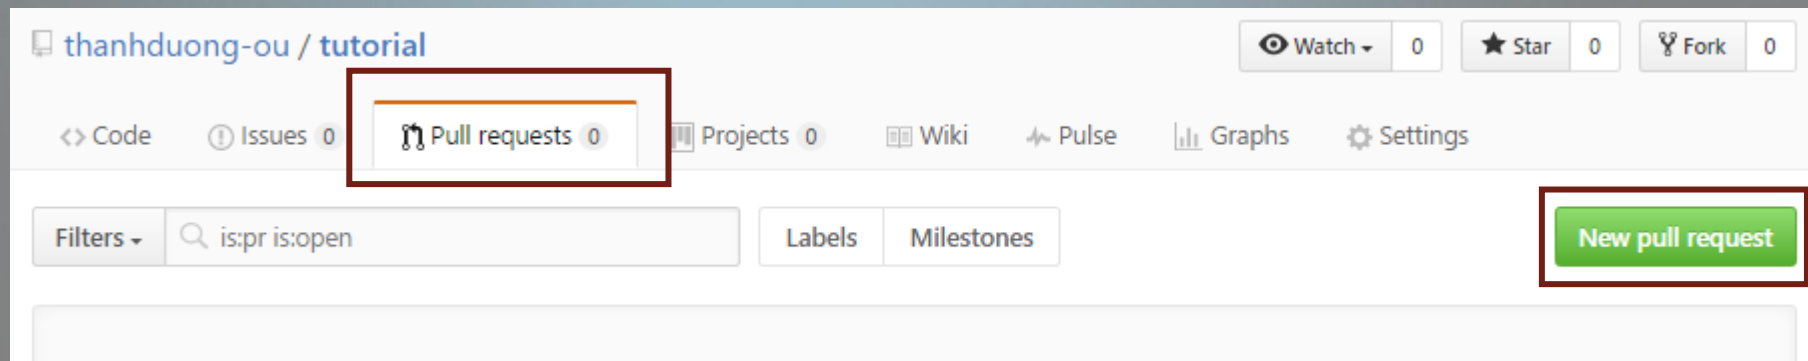 thanhduong-ou / tutorial Watch 0 Star 0 Fork 0
Code Issues 0 Pull requests 0 Projects 0 Wiki Pulse Graphs Settings
Filters is:pr is:open Labels Milestones New pull request